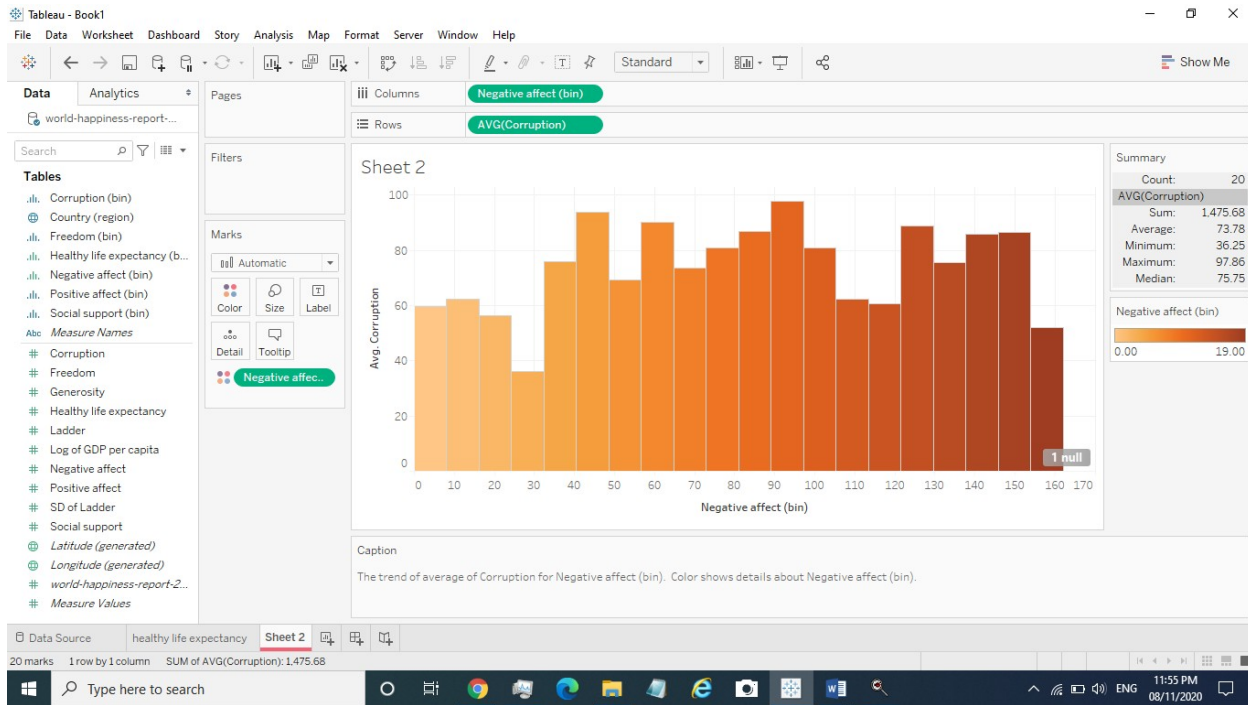 Tableau - Book1
File Data Worksheet Dashboard Story Analysis Map Format Server Window Help
Standard
Show Me
Data
Analytics
world-happiness-report-...
Search
Tables
Corruption (bin)
Country (region)
Freedom (bin)
Healthy life expectancy (b...
Negative affect (bin)
Positive affect (bin)
Social support (bin)
Abc Measure Names
# Corruption
# Freedom
# Generosity
# Healthy life expectancy
# Ladder
# Log of GDP per capita
# Negative affect
# Positive affect
# SD of Ladder
# Social support
Latitude (generated)
Longitude (generated)
# world-happiness-report-2...
# Measure Values
Pages
Filters
Marks
Automatic
Color Size Label
Detail Tooltip
Negative affec..
Columns
Negative affect (bin)
Rows
AVG(Corruption)
Sheet 2
Avg. Corruption
100
80
60
40
20
0
1 null
0 10 20 30 40 50 60 70 80 90 100 110 120 130 140 150 160 170
Negative affect (bin)
Caption
The trend of average of Corruption for Negative affect (bin). Color shows details about Negative affect (bin).
Summary
Count: 20
AVG(Corruption)
Sum: 1,475.68
Average: 73.78
Minimum: 36.25
Maximum: 97.86
Median: 75.75
Negative affect (bin)
0.00 19.00
Data Source
healthy life expectancy
Sheet 2
20 marks 1 row by 1 column SUM of AVG(Corruption): 1,475.68
Type here to search
ENG
11:55 PM
08/11/2020